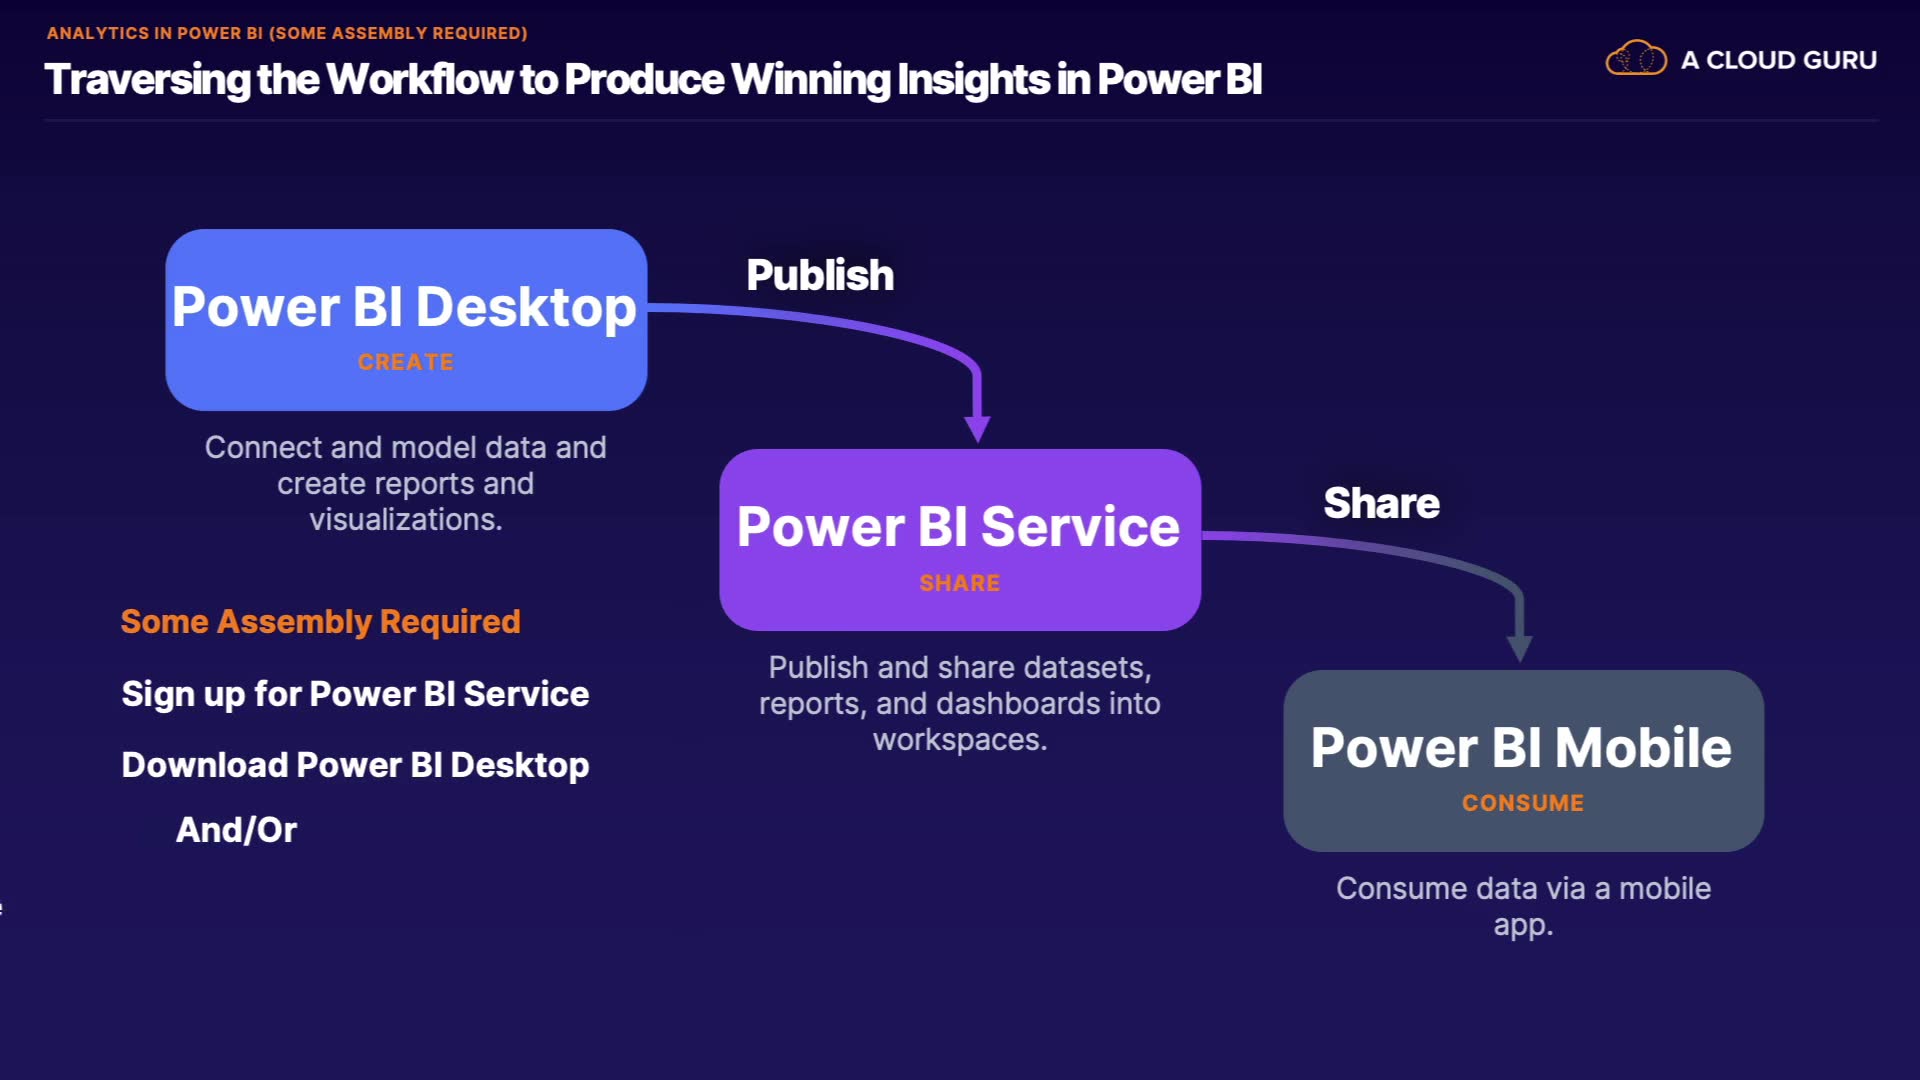 ANALYTICS IN POWER BI (SOME ASSEMBLY REQUIRED)
Traversing the Workflow to Produce Winning Insights in Power BI
A CLOUD GURU
Power BI Desktop
CREATE
Connect and model data and
create reports and
visualizations.
Publish
Power BI Service
SHARE
Publish and share datasets,
reports, and dashboards into
workspaces.
Share
Power BI Mobile
CONSUME
Consume data via a mobile
app.
Some Assembly Required
Sign up for Power BI Service
Download Power BI Desktop
And/Or